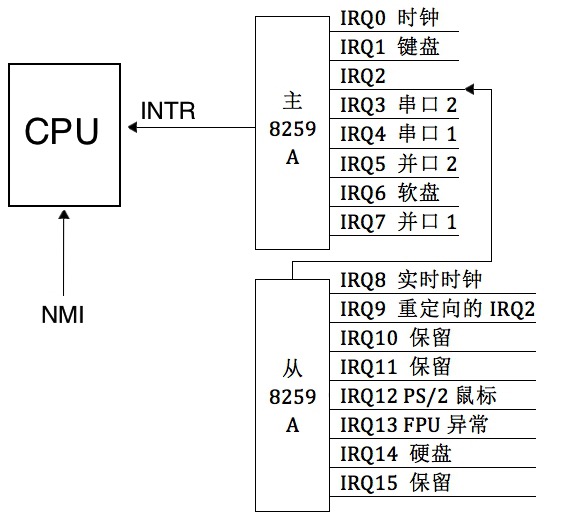 CPU
INTR
NMI
主
8259
A
IRQ0 时钟
IRQ1 键盘
IRQ2
IRQ3 串口 2
IRQ4 串口 1
IRQ5 并口 2
IRQ6 软盘
IRQ7 并口 1
从
8259
A
IRQ8 实时时钟
IRQ9 重定向的 IRQ2
IRQ10 保留
IRQ11 保留
IRQ12 PS/2 鼠标
IRQ13 FPU 异常
IRQ14 硬盘
IRQ15 保留